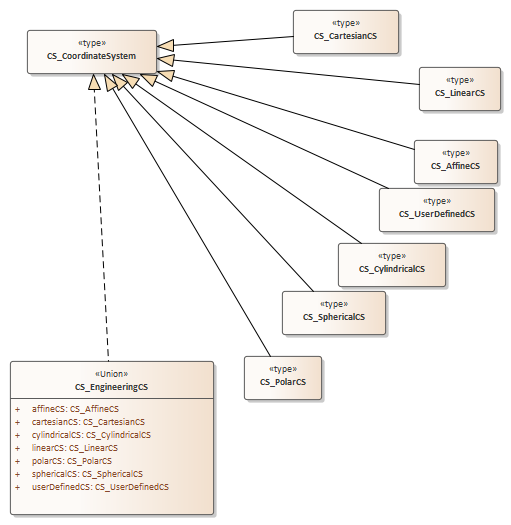 «type»
CS_CartesianCS
«type»
CS_CoordinateSystem
«type»
CS_LinearCS
«type»
CS_AffineCS
«type»
CS_UserDefinedCS
«type»
CS_CylindricalCS
«type»
CS_SphericalCS
«type»
CS_PolarCS
«Union»
CS_EngineeringCS
+ affineCS: CS_AffineCS
+ cartesianCS: CS_CartesianCS
+ cylindricalCS: CS_CylindricalCS
+ linearCS: CS_LinearCS
+ polarCS: CS_PolarCS
+ sphericalCS: CS_SphericalCS
+ userDefinedCS: CS_UserDefinedCS